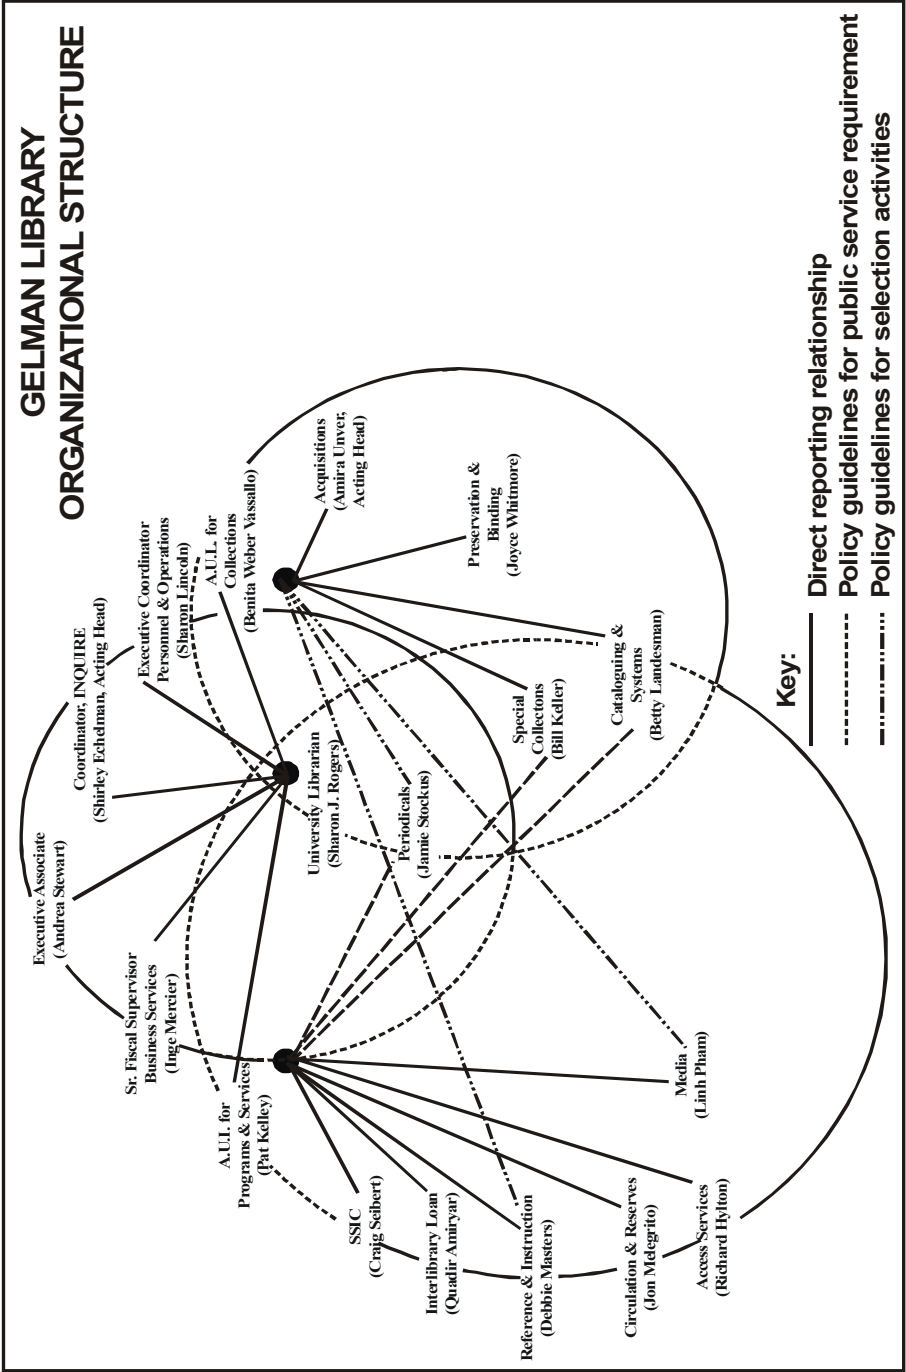 GELMAN LIBRARY
ORGANIZATIONAL STRUCTURE
Executive Associate
(Andrea Stewart)
Coordinator, INQUIRE
(Shirley Echelman, Acting Head)
Executive Coordinator
Personnel & Operations
(Sharon Lincoln)
Sr. Fiscal Supervisor
Business Services
(Inge Mercier)
A.U.L. for
Collections
(Benita Weber Vassallo)
A.U.I. for
Programs & Services
(Pat Kelley)
University Librarian
(Sharon J. Rogers)
Acquisitions
(Amira Unver,
Acting Head)
SSIC
(Craig Seibert)
Periodicals
(Jamie Stockus)
Preservation &
Binding
(Joyce Whitmore)
Interlibrary Loan
(Quadir Amiryar)
Special
Collectons
(Bill Keller)
Reference & Instruction
(Debbie Masters)
Cataloguing &
Systems
(Betty Landesman)
Circulation & Reserves
(Jon Melegrito)
Media
(Linh Pham)
Access Services
(Richard Hylton)
Key:
Direct reporting relationship
Policy guidelines for public service requirement
Policy guidelines for selection activities